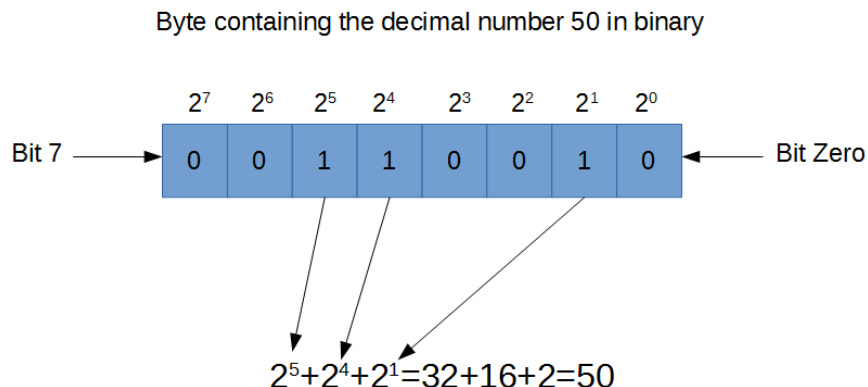 Byte containing the decimal number 50 in binary
2⁷ 2⁶ 2⁵ 2⁴ 2³ 2² 2¹ 2⁰
Bit 7 0 0 1 1 0 0 1 0 Bit Zero
2⁵+2⁴+2¹=32+16+2=50